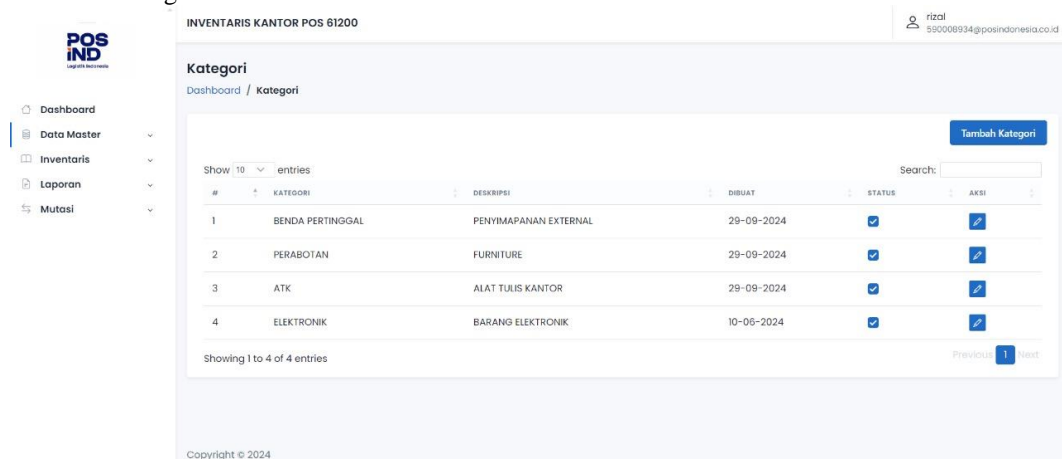 INVENTARIS KANTOR POS 61200
rizal
590008934@posindonesia.co.id
POS
IND
Logistik Indonesia
Kategori
Dashboard / Kategori
Dashboard
Data Master
Inventaris
Laporan
Mutasi
Tambah Kategori
Show 10 entries
Search:
# KATEGORI DESKRIPSI DIBUAT STATUS AKSI
1 BENDA PERTINGGAL PENYIMAPANAN EXTERNAL 29-09-2024
2 PERABOTAN FURNITURE 29-09-2024
3 ATK ALAT TULIS KANTOR 29-09-2024
4 ELEKTRONIK BARANG ELEKTRONIK 10-06-2024
Showing 1 to 4 of 4 entries
Previous 1 Next
Copyright © 2024